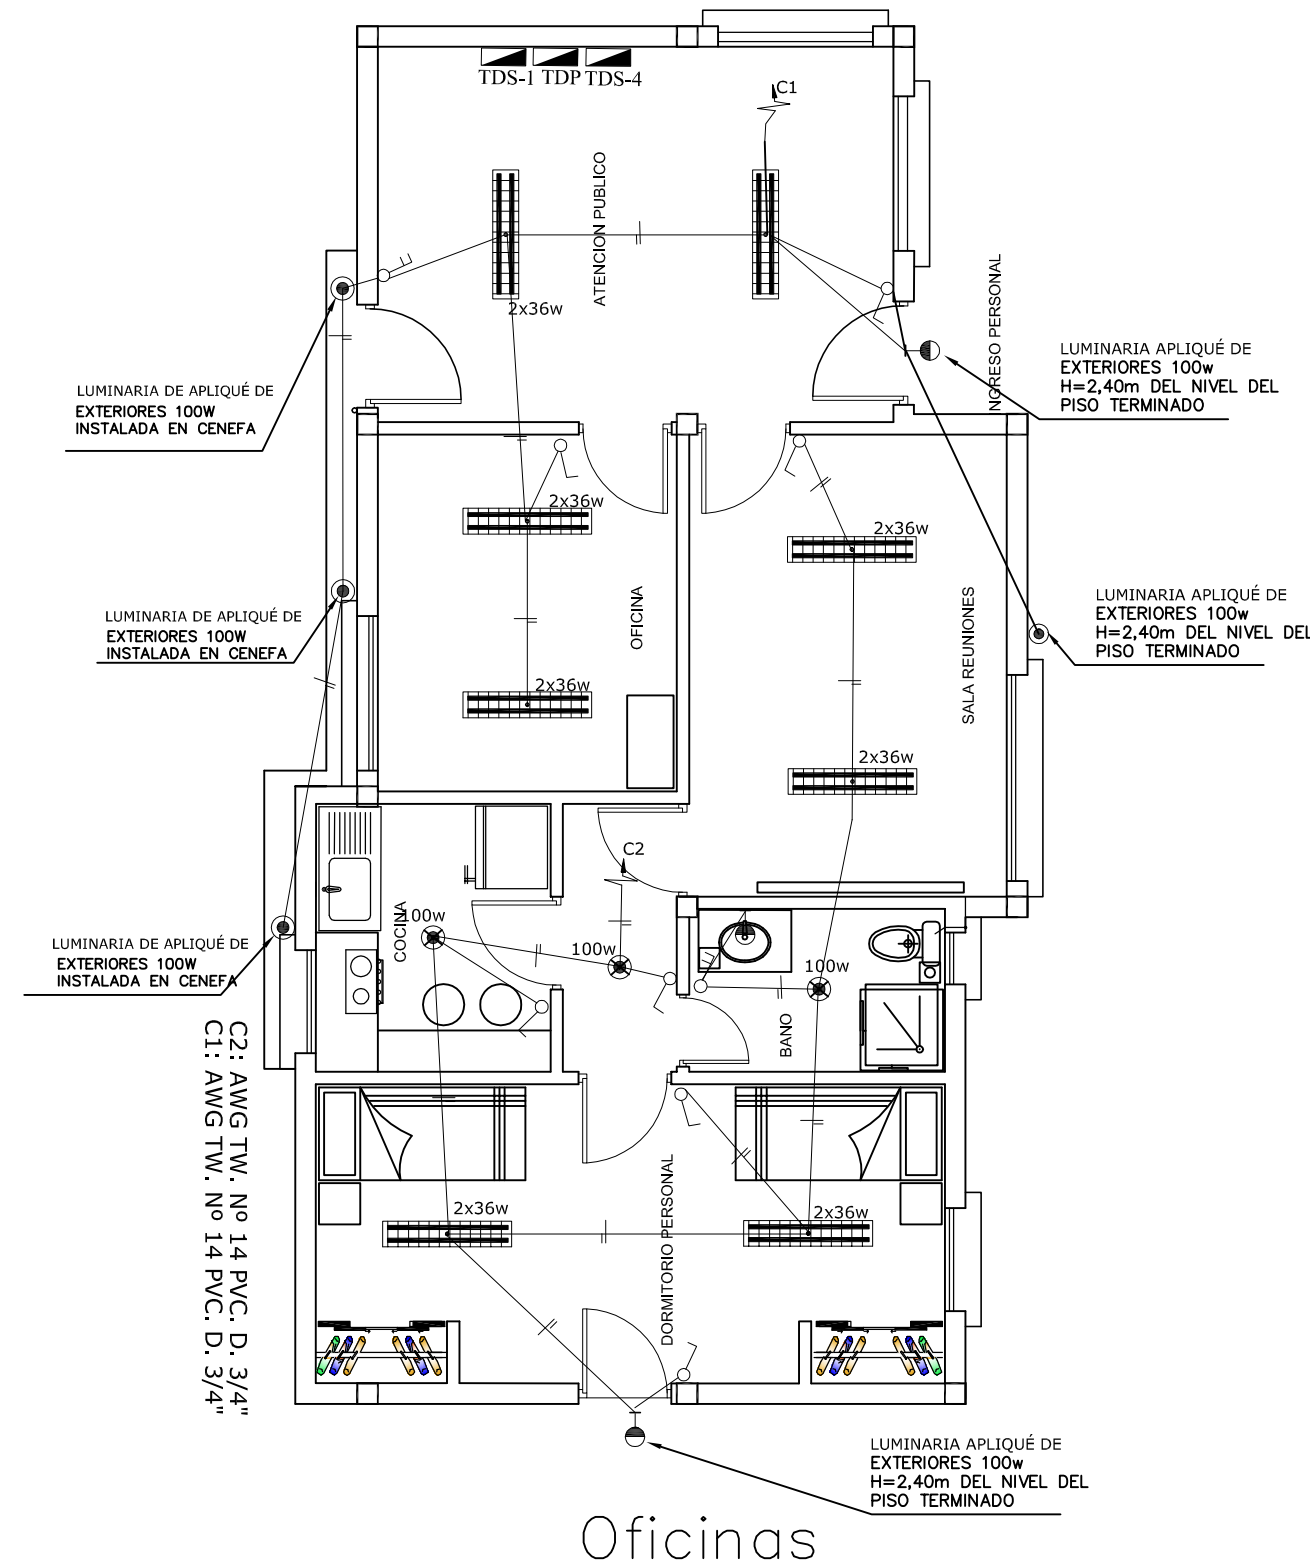 TDS-1 TDP TDS-4
C1
ATENCION PUBLICO
2x36w
NGRESO PERSONAL
LUMINARIA APLIQUÉ DE
EXTERIORES 100w
H=2,40m DEL NIVEL DEL
PISO TERMINADO
LUMINARIA DE APLIQUÉ DE
EXTERIORES 100W
INSTALADA EN CENEFA
2x36w
2x36w
OFICINA
LUMINARIA DE APLIQUÉ DE
EXTERIORES 100W
INSTALADA EN CENEFA
LUMINARIA APLIQUÉ DE
EXTERIORES 100w
H=2,40m DEL NIVEL DEL
PISO TERMINADO
SALA REUNIONES
2x36w
2x36w
C2
COCINA
100w
100w
100w
BANO
LUMINARIA DE APLIQUÉ DE
EXTERIORES 100W
INSTALADA EN CENEFA
C2: AWG TW. Nº 14 PVC. D. 3/4"
C1: AWG TW. Nº 14 PVC. D. 3/4"
2x36w
2x36w
DORMITORIO PERSONAL
LUMINARIA APLIQUÉ DE
EXTERIORES 100w
H=2,40m DEL NIVEL DEL
PISO TERMINADO
Oficinas